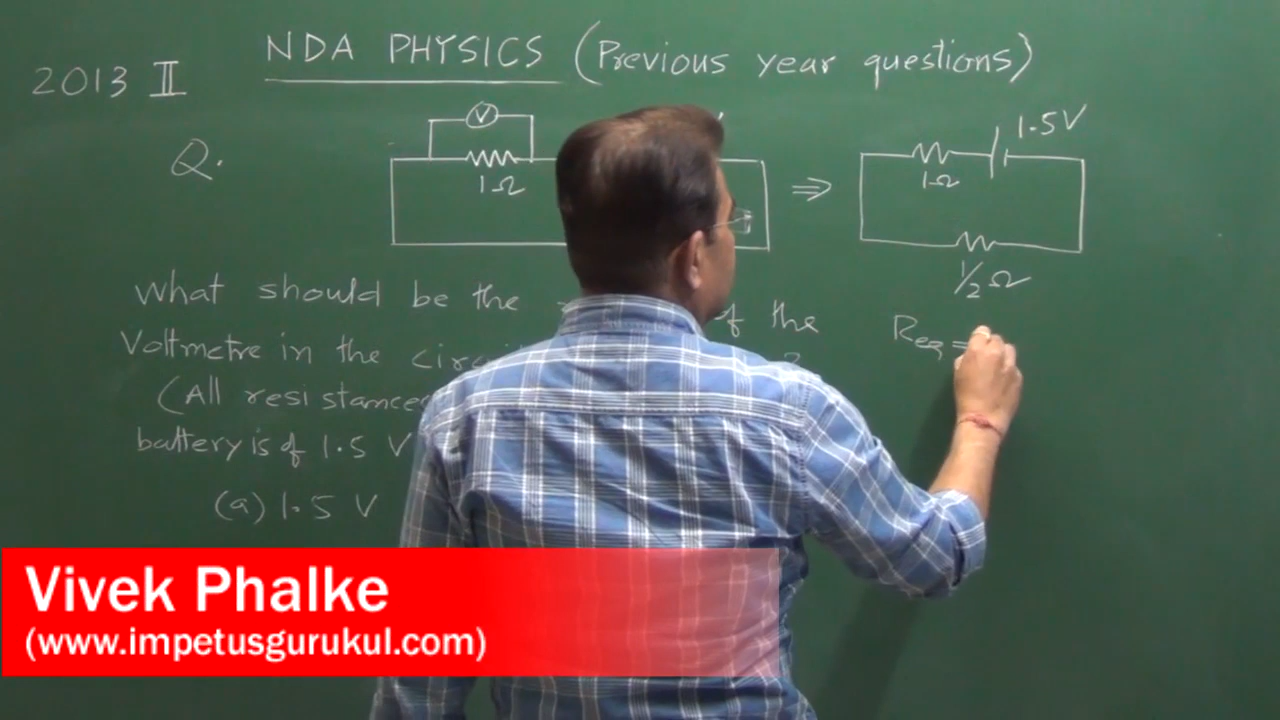 NDA PHYSICS (Previous year questions)
2013 II
Q.
V
1Ω
⇒
1Ω
1.5V
1/2 Ω
Req =
What should be the of the
Voltmetre in the
(All resistances
battery is of 1.5 V
(a) 1.5 V
Vivek Phalke
(www.impetusgurukul.com)